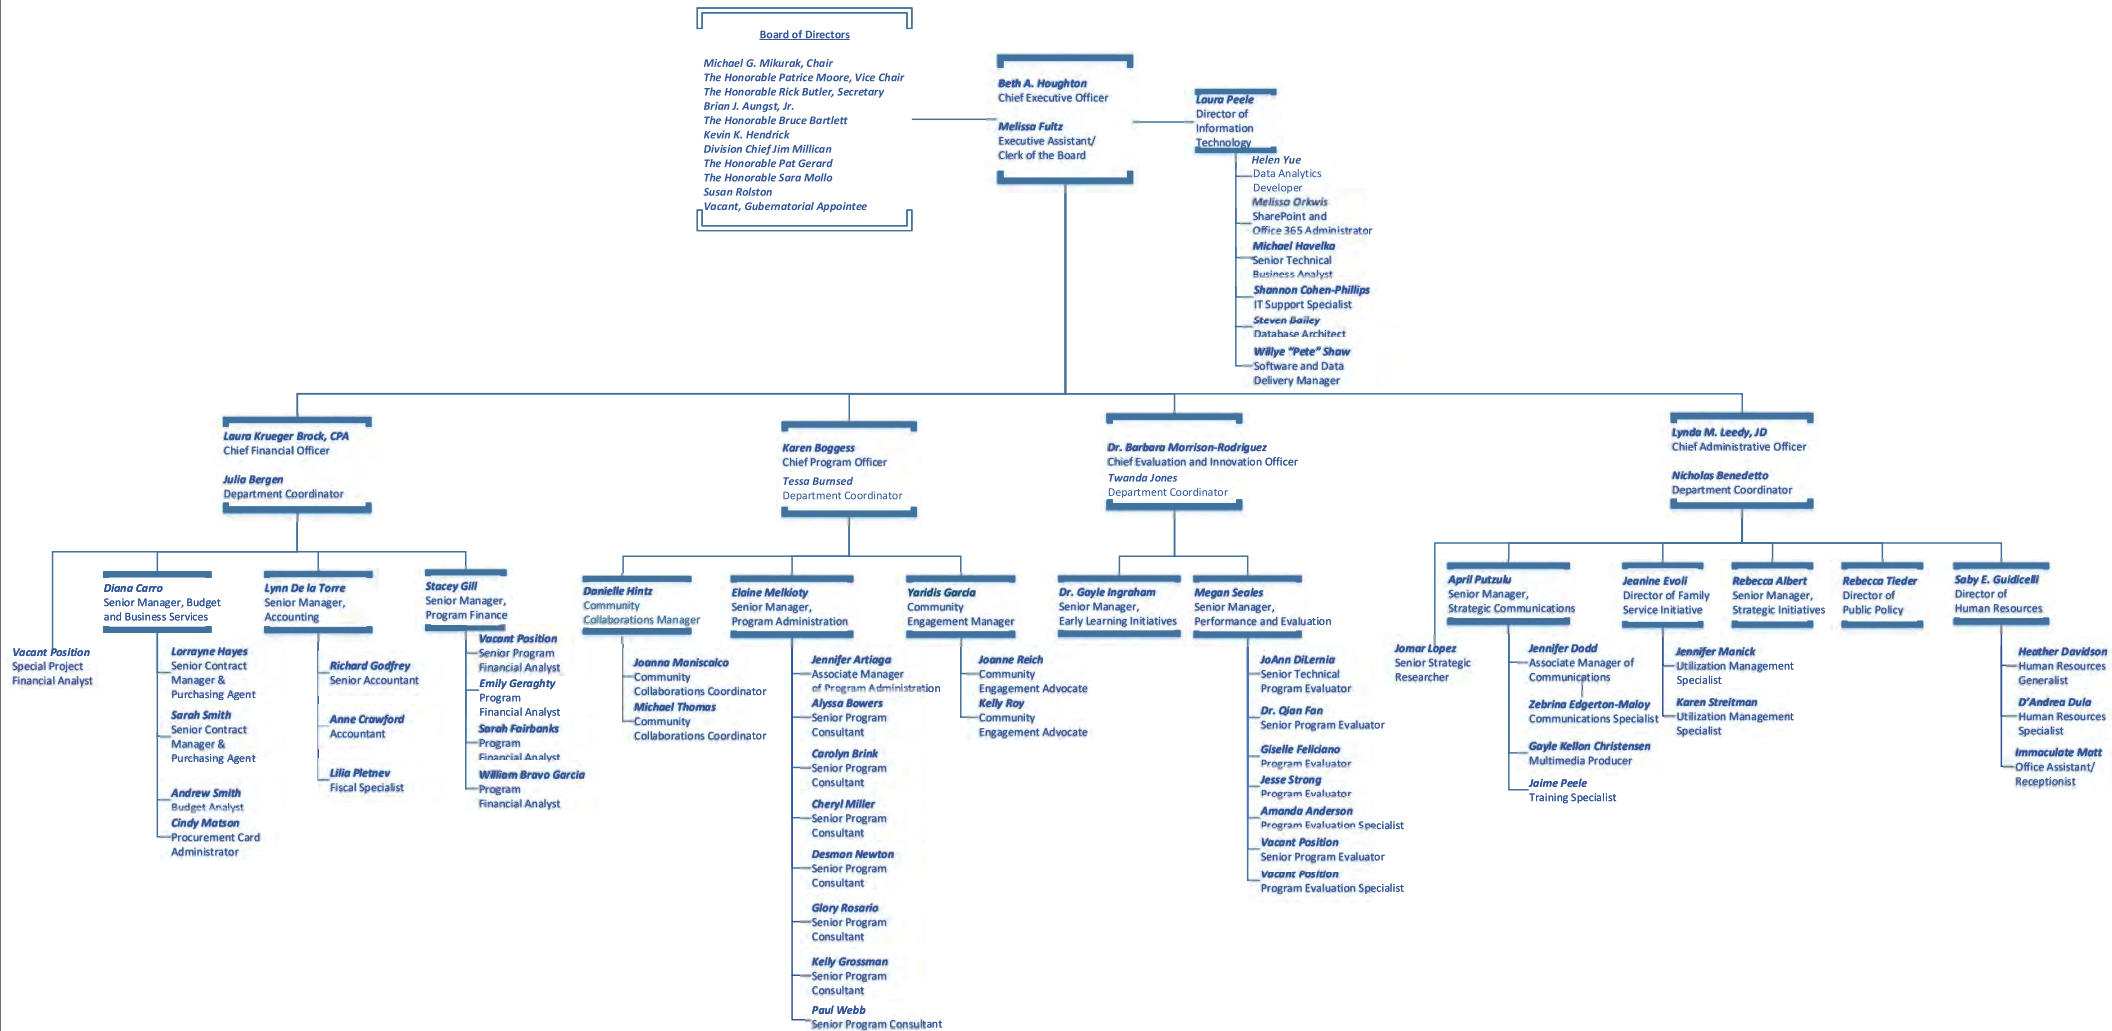 Board of Directors
Michael G. Mikurak, Chair
The Honorable Patrice Moore, Vice Chair
The Honorable Rick Butler, Secretary
Brian J. Aungst, Jr.
The Honorable Bruce Bartlett
Kevin K. Hendrick
Division Chief Jim Millican
The Honorable Pat Gerard
The Honorable Sara Mollo
Susan Rolston
Vacant, Gubernatorial Appointee
Beth A. Houghton
Chief Executive Officer
Melissa Fultz
Executive Assistant/
Clerk of the Board
Laura Peele
Director of
Information
Technology
Helen Yue
Data Analytics
Developer
Melissa Orkwis
SharePoint and
Office 365 Administrator
Michael Havelka
Senior Technical
Business Analyst
Shannon Cohen-Phillips
IT Support Specialist
Steven Bailey
Database Architect
Willye "Pete" Shaw
Software and Data
Delivery Manager
Laura Krueger Brock, CPA
Chief Financial Officer
Julia Bergen
Department Coordinator
Vacant Position
Special Project
Financial Analyst
Diana Carro
Senior Manager, Budget
and Business Services
Lorrayne Hayes
Senior Contract
Manager &
Purchasing Agent
Sarah Smith
Senior Contract
Manager &
Purchasing Agent
Andrew Smith
Budget Analyst
Cindy Matson
Procurement Card
Administrator
Lynn De la Torre
Senior Manager,
Accounting
Richard Godfrey
Senior Accountant
Anne Crawford
Accountant
Lilia Pletnev
Fiscal Specialist
Stacey Gill
Senior Manager,
Program Finance
Vacant Position
Senior Program
Financial Analyst
Emily Geraghty
Program
Financial Analyst
Sarah Fairbanks
Program
Financial Analyst
William Bravo Garcia
Program
Financial Analyst
Karen Boggess
Chief Program Officer
Tessa Burnsed
Department Coordinator
Danielle Hintz
Community
Collaborations Manager
Joanna Maniscalco
Community
Collaborations Coordinator
Michael Thomas
Community
Collaborations Coordinator
Elaine Melkioty
Senior Manager,
Program Administration
Jennifer Artiaga
Associate Manager
of Program Administration
Alyssa Bowers
Senior Program
Consultant
Carolyn Brink
Senior Program
Consultant
Cheryl Miller
Senior Program
Consultant
Desmon Newton
Senior Program
Consultant
Glory Rosario
Senior Program
Consultant
Kelly Grossman
Senior Program
Consultant
Paul Webb
Senior Program Consultant
Yaridis Garcia
Community
Engagement Manager
Joanne Reich
Community
Engagement Advocate
Kelly Roy
Community
Engagement Advocate
Dr. Barbara Morrison-Rodriguez
Chief Evaluation and Innovation Officer
Twanda Jones
Department Coordinator
Dr. Gayle Ingraham
Senior Manager,
Early Learning Initiatives
Megan Seales
Senior Manager,
Performance and Evaluation
JoAnn DiLernia
Senior Technical
Program Evaluator
Dr. Qian Fan
Senior Program Evaluator
Giselle Feliciano
Program Evaluator
Jesse Strong
Program Evaluator
Amanda Anderson
Program Evaluation Specialist
Vacant Position
Senior Program Evaluator
Vacant Position
Program Evaluation Specialist
Lynda M. Leedy, JD
Chief Administrative Officer
Nicholas Benedetto
Department Coordinator
Jomar Lopez
Senior Strategic
Researcher
April Putzulu
Senior Manager,
Strategic Communications
Jennifer Dodd
Associate Manager of
Communications
Zebrina Edgerton-Maloy
Communications Specialist
Gayle Kellon Christensen
Multimedia Producer
Jaime Peele
Training Specialist
Jeanine Evoli
Director of Family
Service Initiative
Jennifer Manick
Utilization Management
Specialist
Karen Streitman
Utilization Management
Specialist
Rebecca Albert
Senior Manager,
Strategic Initiatives
Rebecca Tieder
Director of
Public Policy
Saby E. Guidicelli
Director of
Human Resources
Heather Davidson
Human Resources
Generalist
D'Andrea Dula
Human Resources
Specialist
Immaculate Matt
Office Assistant/
Receptionist